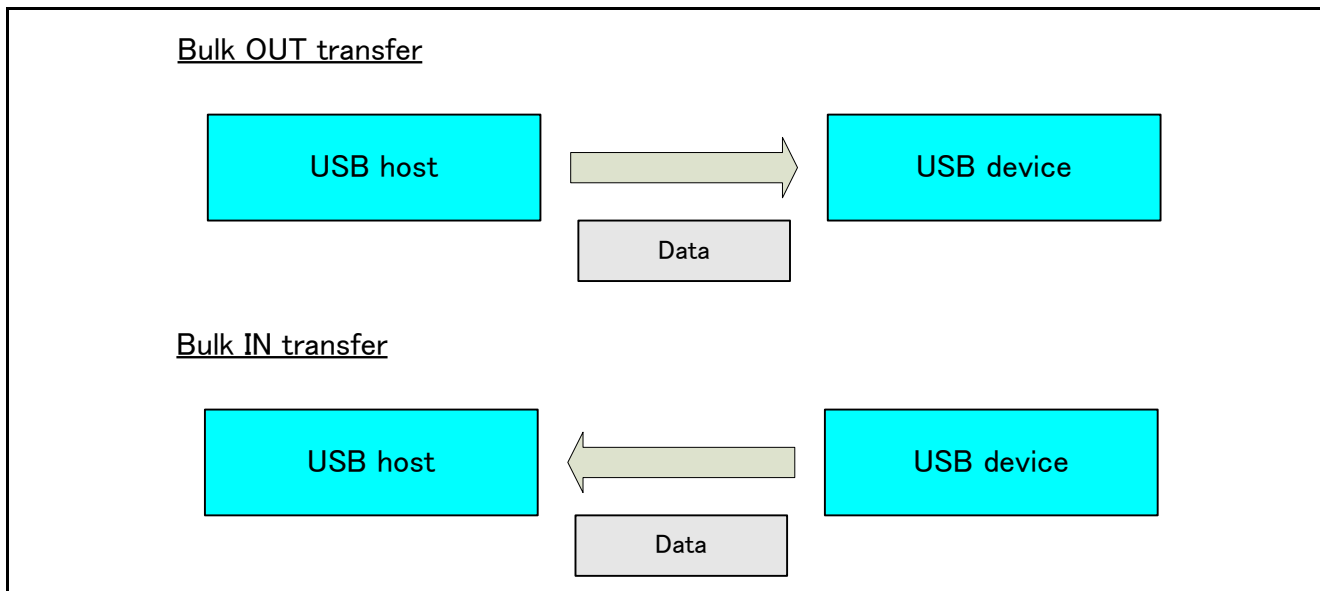 Bulk OUT transfer
USB host
USB device
Data
Bulk IN transfer
USB host
USB device
Data